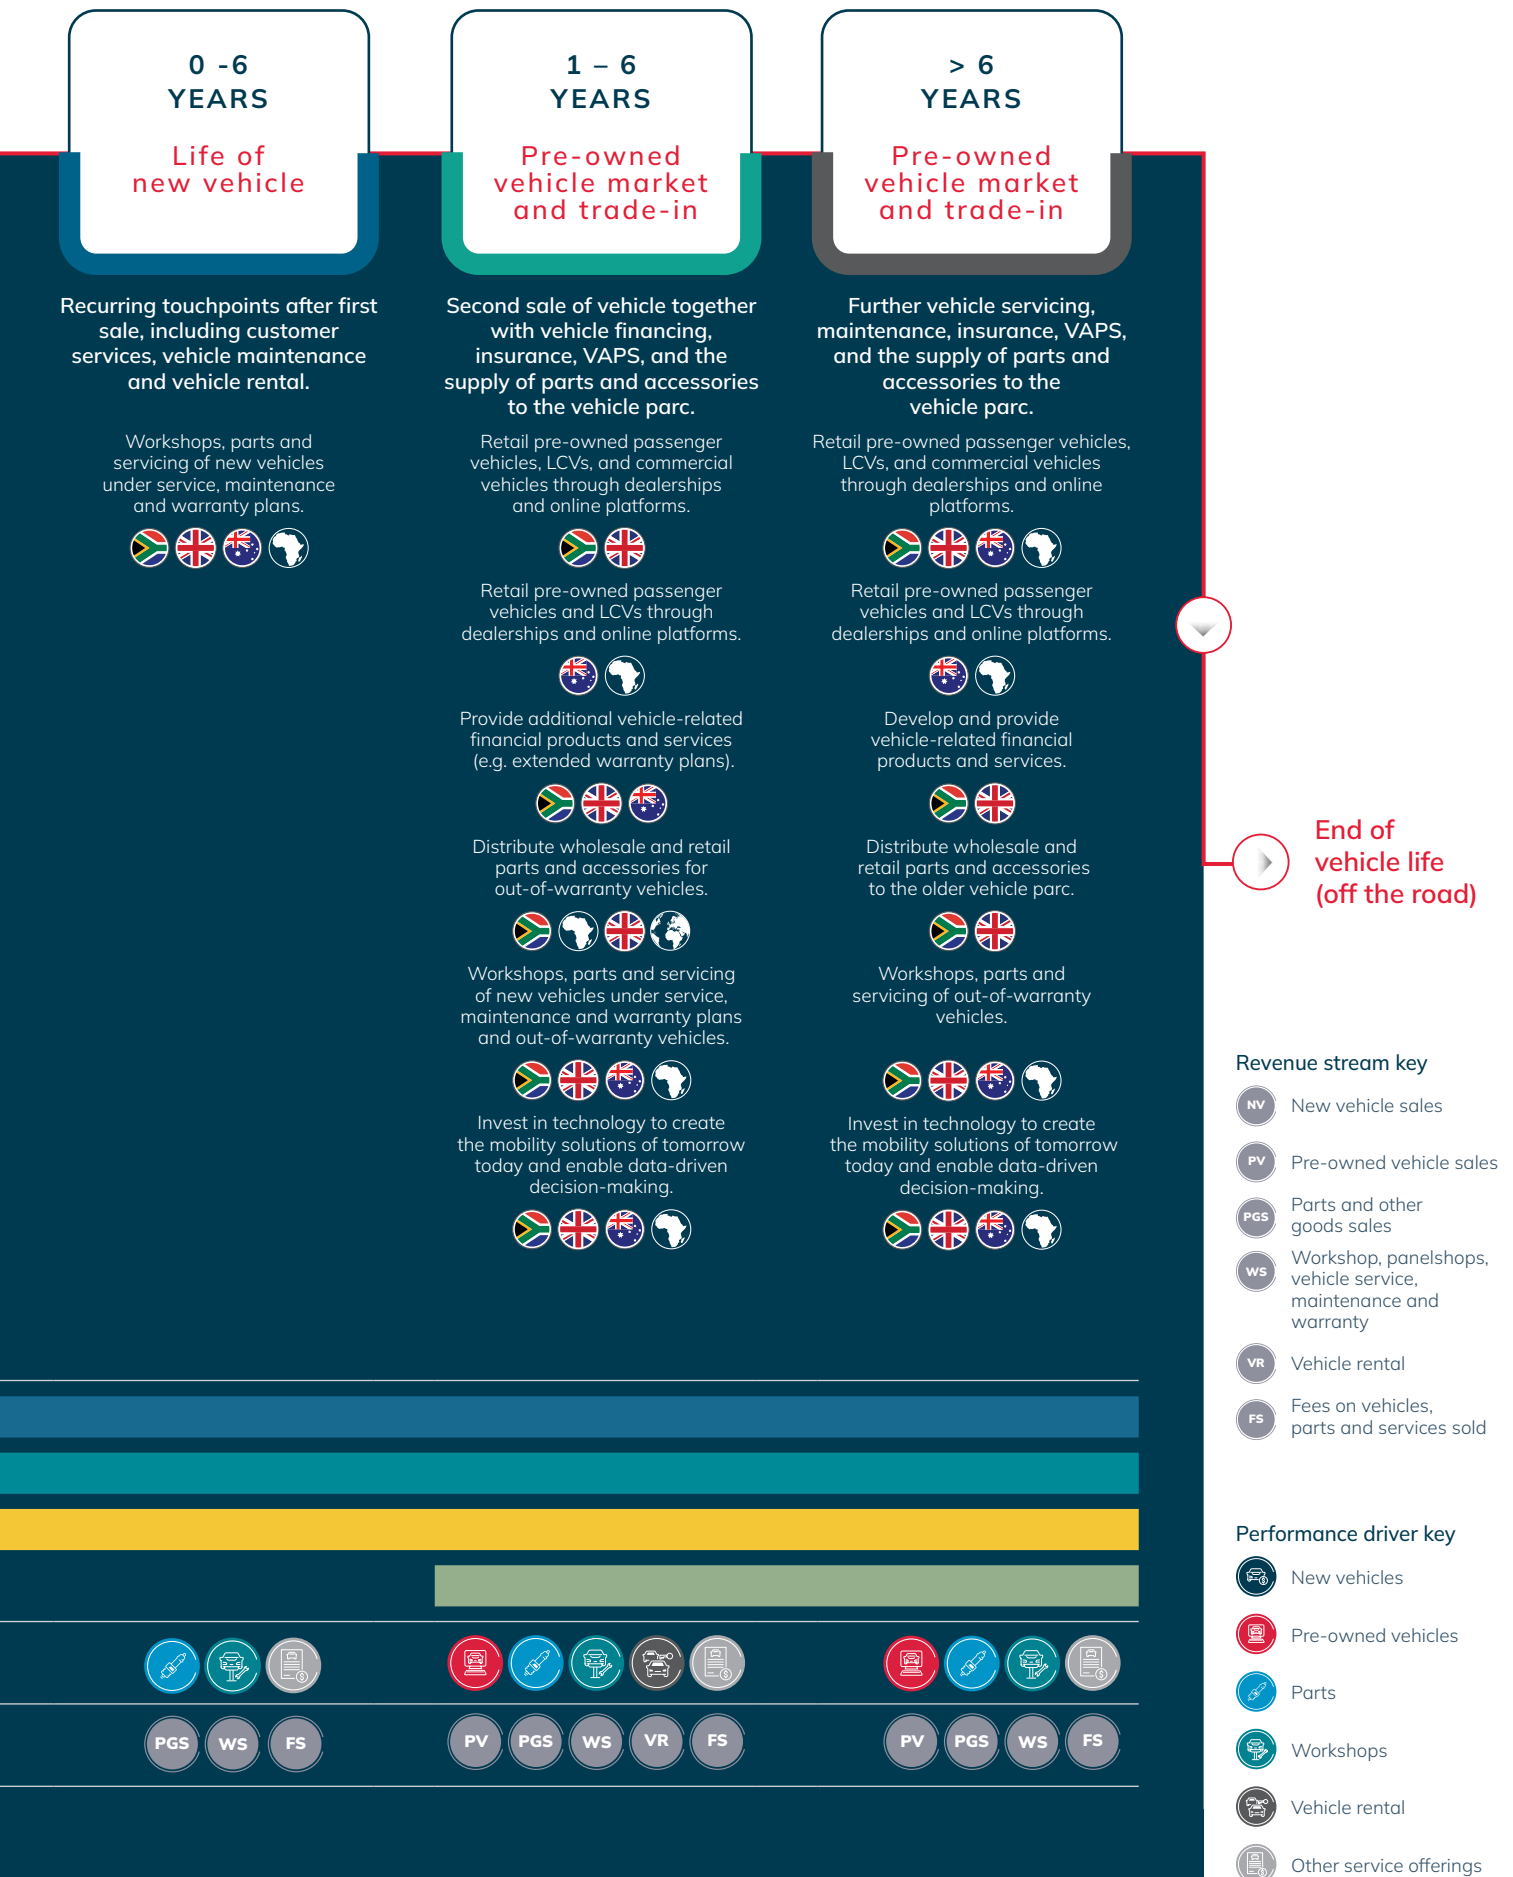 0 -6
YEARS
Life of
new vehicle
Recurring touchpoints after first
sale, including customer
services, vehicle maintenance
and vehicle rental.
Workshops, parts and
servicing of new vehicles
under service, maintenance
and warranty plans.
1 – 6
YEARS
Pre-owned
vehicle market
and trade-in
Second sale of vehicle together
with vehicle financing,
insurance, VAPS, and the
supply of parts and accessories
to the vehicle parc.
Retail pre-owned passenger
vehicles, LCVs, and commercial
vehicles through dealerships
and online platforms.
Retail pre-owned passenger
vehicles and LCVs through
dealerships and online platforms.
Provide additional vehicle-related
financial products and services
(e.g. extended warranty plans).
Distribute wholesale and retail
parts and accessories for
out-of-warranty vehicles.
Workshops, parts and servicing
of new vehicles under service,
maintenance and warranty plans
and out-of-warranty vehicles.
Invest in technology to create
the mobility solutions of tomorrow
today and enable data-driven
decision-making.
> 6
YEARS
Pre-owned
vehicle market
and trade-in
Further vehicle servicing,
maintenance, insurance, VAPS,
and the supply of parts and
accessories to the
vehicle parc.
Retail pre-owned passenger vehicles,
LCVs, and commercial vehicles
through dealerships and online
platforms.
Retail pre-owned passenger
vehicles and LCVs through
dealerships and online platforms.
Develop and provide
vehicle-related financial
products and services.
Distribute wholesale and
retail parts and accessories
to the older vehicle parc.
Workshops, parts and
servicing of out-of-warranty
vehicles.
Invest in technology to create
the mobility solutions of tomorrow
today and enable data-driven
decision-making.
End of
vehicle life
(off the road)
PGS WS FS
PV PGS WS VR FS
PV PGS WS FS
Revenue stream key
NV New vehicle sales
PV Pre-owned vehicle sales
PGS Parts and other
goods sales
WS Workshop, panelshops,
vehicle service,
maintenance and
warranty
VR Vehicle rental
FS Fees on vehicles,
parts and services sold
Performance driver key
New vehicles
Pre-owned vehicles
Parts
Workshops
Vehicle rental
Other service offerings